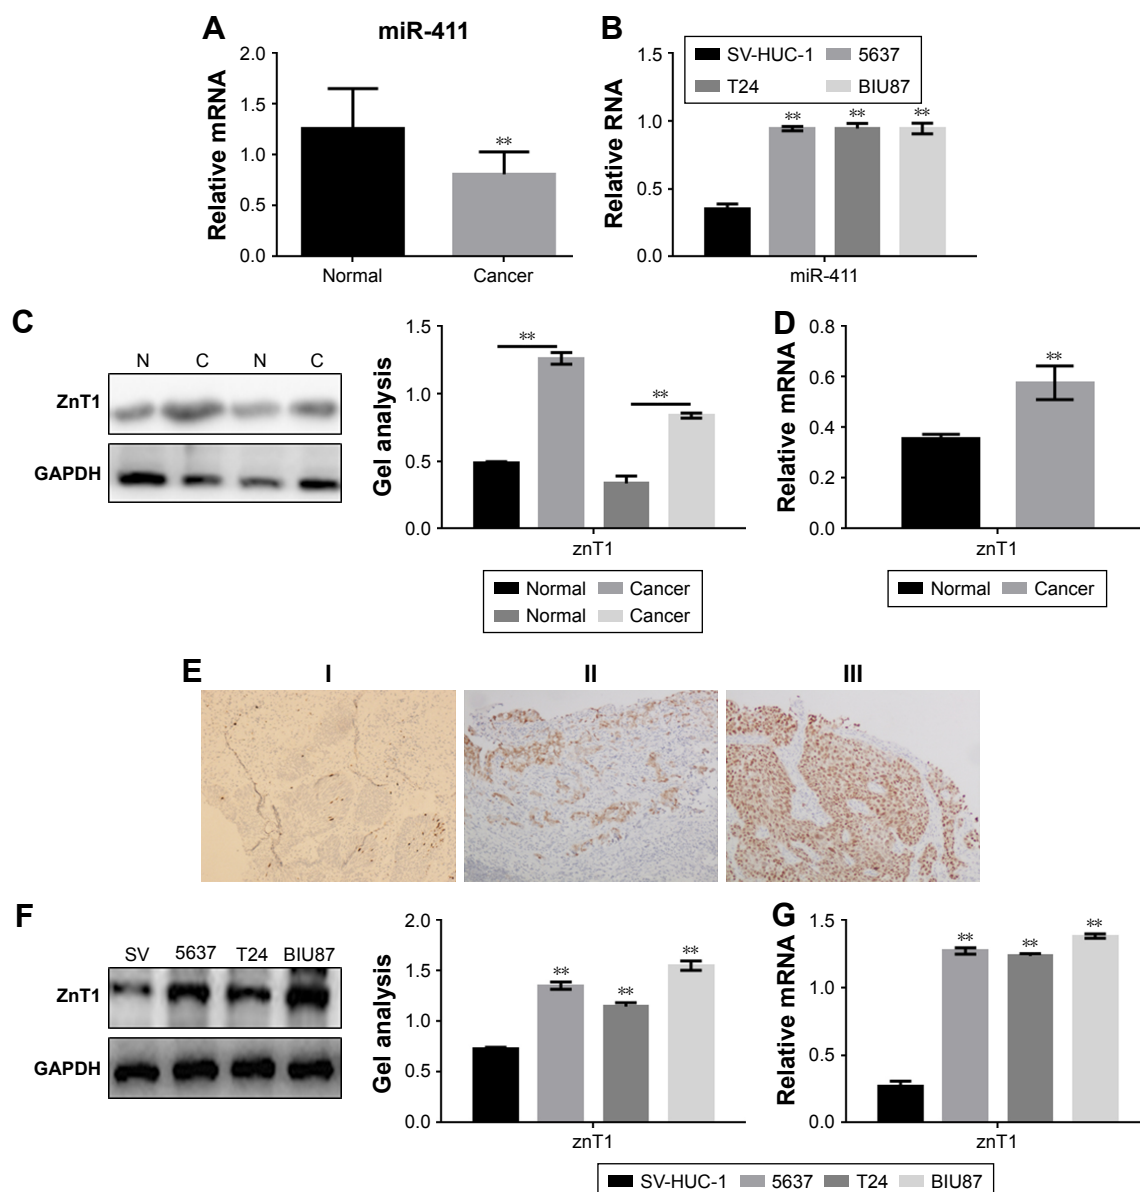 A
miR-411
Relative mRNA
2.0
1.5
1.0
0.5
0.0
**
Normal Cancer
B
Relative RNA
1.5
1.0
0.5
0.0
SV-HUC-1 5637
T24 BIU87
** ** **
miR-411
C
N C N C
ZnT1
GAPDH
Gel analysis
1.5
1.0
0.5
0.0
**
**
znT1
Normal Cancer
Normal Cancer
D
Relative mRNA
0.8
0.6
0.4
0.2
0.0
**
znT1
Normal Cancer
E
I II III
F
SV 5637 T24 BIU87
ZnT1
GAPDH
Gel analysis
2.0
1.5
1.0
0.5
0.0
** ** **
znT1
G
Relative mRNA
1.5
1.0
0.5
0.0
** ** **
znT1
SV-HUC-1 5637 T24 BIU87